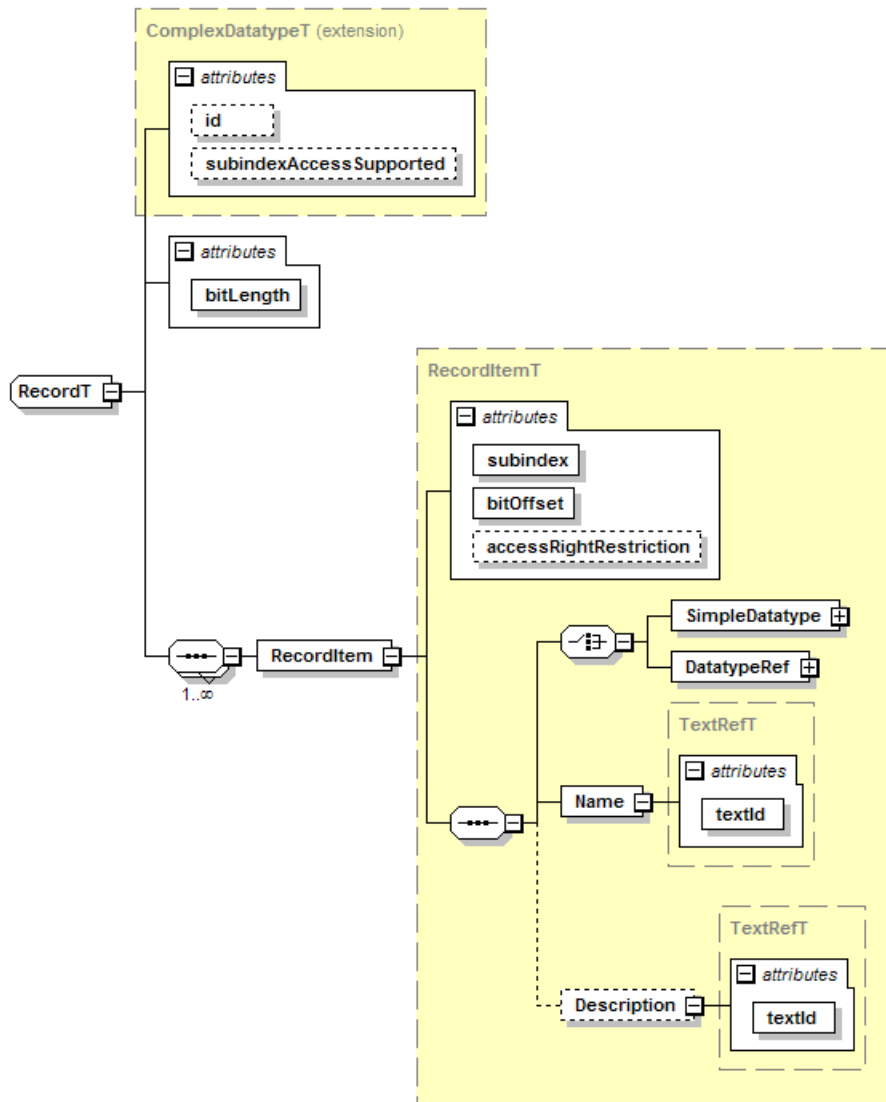 ComplexDatatypeT (extension)
attributes
id
subindexAccessSupported
attributes
bitLength
RecordT
RecordItemT
attributes
subindex
bitOffset
accessRightRestriction
RecordItem
1..∞
SimpleDatatype
DatatypeRef
TextRefT
attributes
Name
textId
TextRefT
attributes
Description
textId